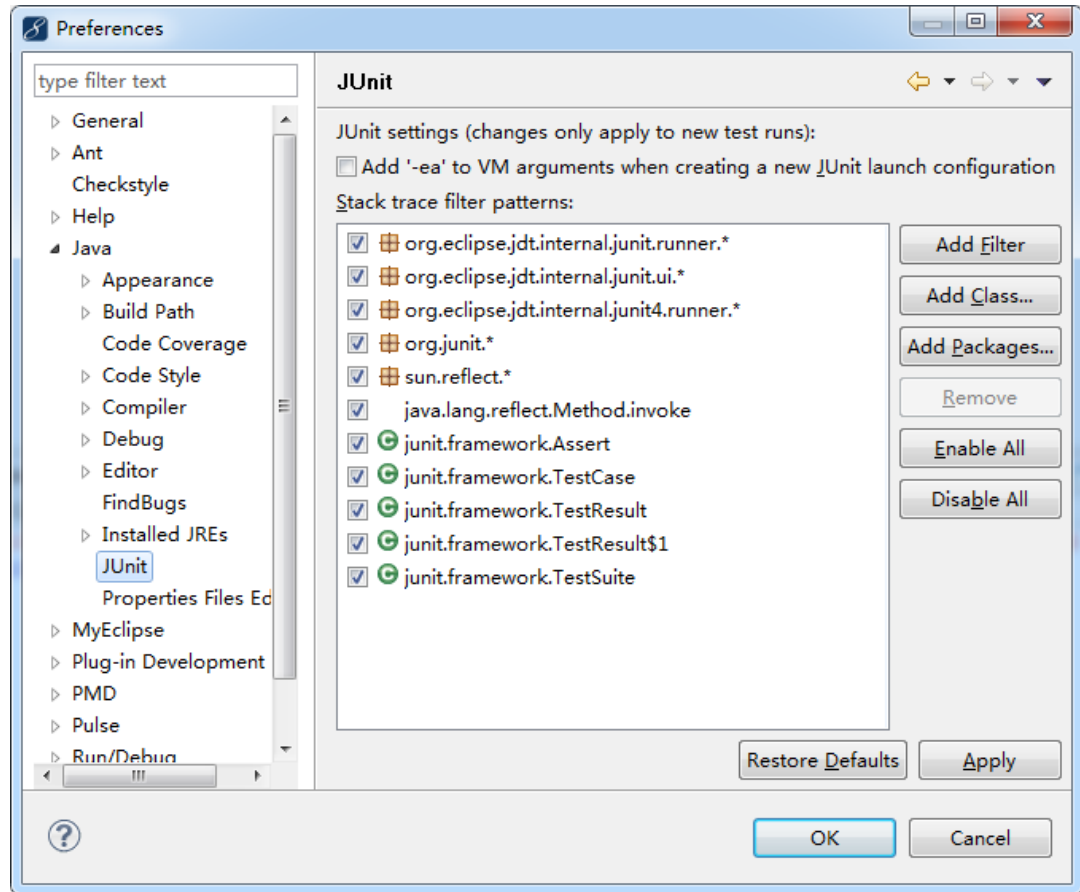 Preferences
type filter text
General
Ant
Checkstyle
Help
Java
Appearance
Build Path
Code Coverage
Code Style
Compiler
Debug
Editor
FindBugs
Installed JREs
JUnit
Properties Files Ed
MyEclipse
Plug-in Development
PMD
Pulse
Run/Debug
JUnit
JUnit settings (changes only apply to new test runs):
Add '-ea' to VM arguments when creating a new JUnit launch configuration
Stack trace filter patterns:
org.eclipse.jdt.internal.junit.runner.*
org.eclipse.jdt.internal.junit.ui.*
org.eclipse.jdt.internal.junit4.runner.*
org.junit.*
sun.reflect.*
java.lang.reflect.Method.invoke
junit.framework.Assert
junit.framework.TestCase
junit.framework.TestResult
junit.framework.TestResult$1
junit.framework.TestSuite
Add Filter
Add Class...
Add Packages...
Remove
Enable All
Disable All
Restore Defaults
Apply
OK
Cancel